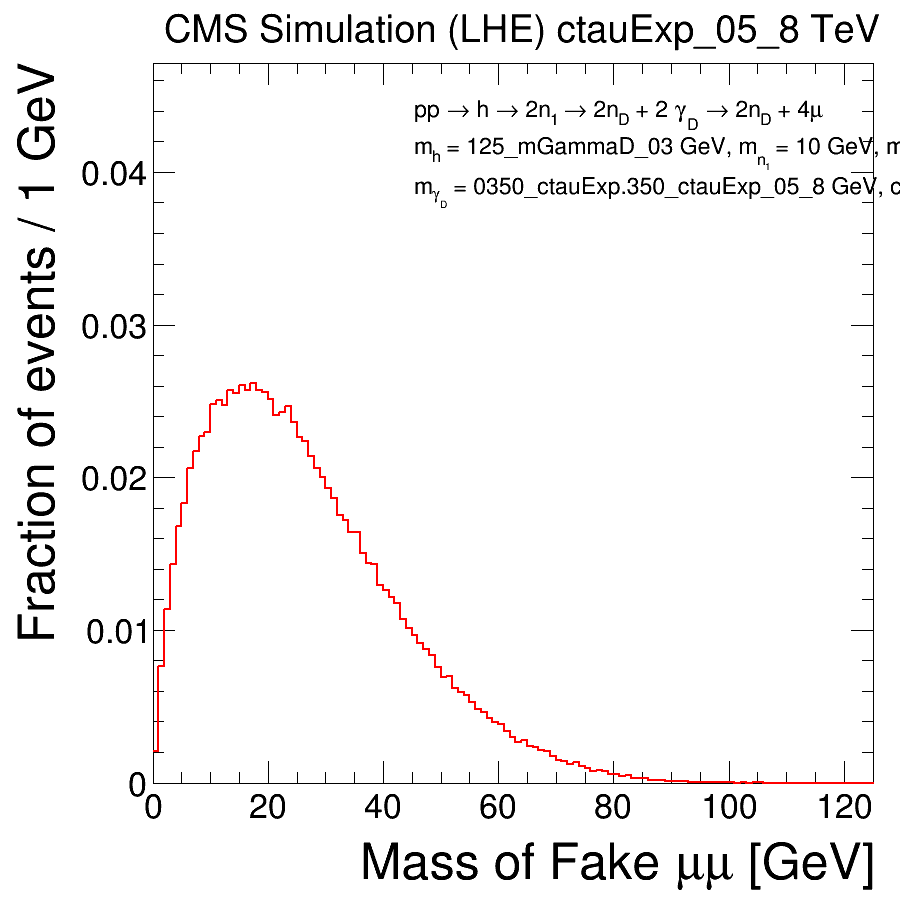 CMS Simulation (LHE) ctauExp_05_8 TeV
pp → h → 2n1 → 2nD + 2 γD → 2nD + 4μ
mh = 125_mGammaD_03 GeV, mn1 = 10 GeV, m
mγD = 0350_ctauExp.350_ctauExp_05_8 GeV, c
Fraction of events / 1 GeV
0.04
0.03
0.02
0.01
0
0 20 40 60 80 100 120
Mass of Fake μμ [GeV]